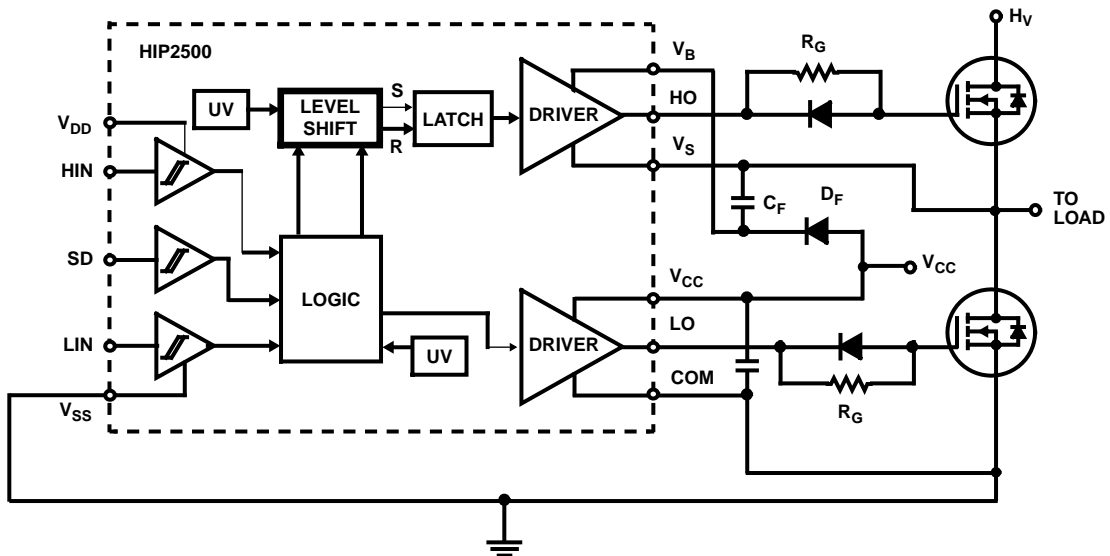 HIP2500
H_V
V_B
R_G
UV
LEVEL
SHIFT
S
R
LATCH
DRIVER
HO
V_DD
HIN
V_S
C_F
D_F
TO
LOAD
SD
LOGIC
V_CC
V_CC
LIN
UV
DRIVER
LO
COM
V_SS
R_G